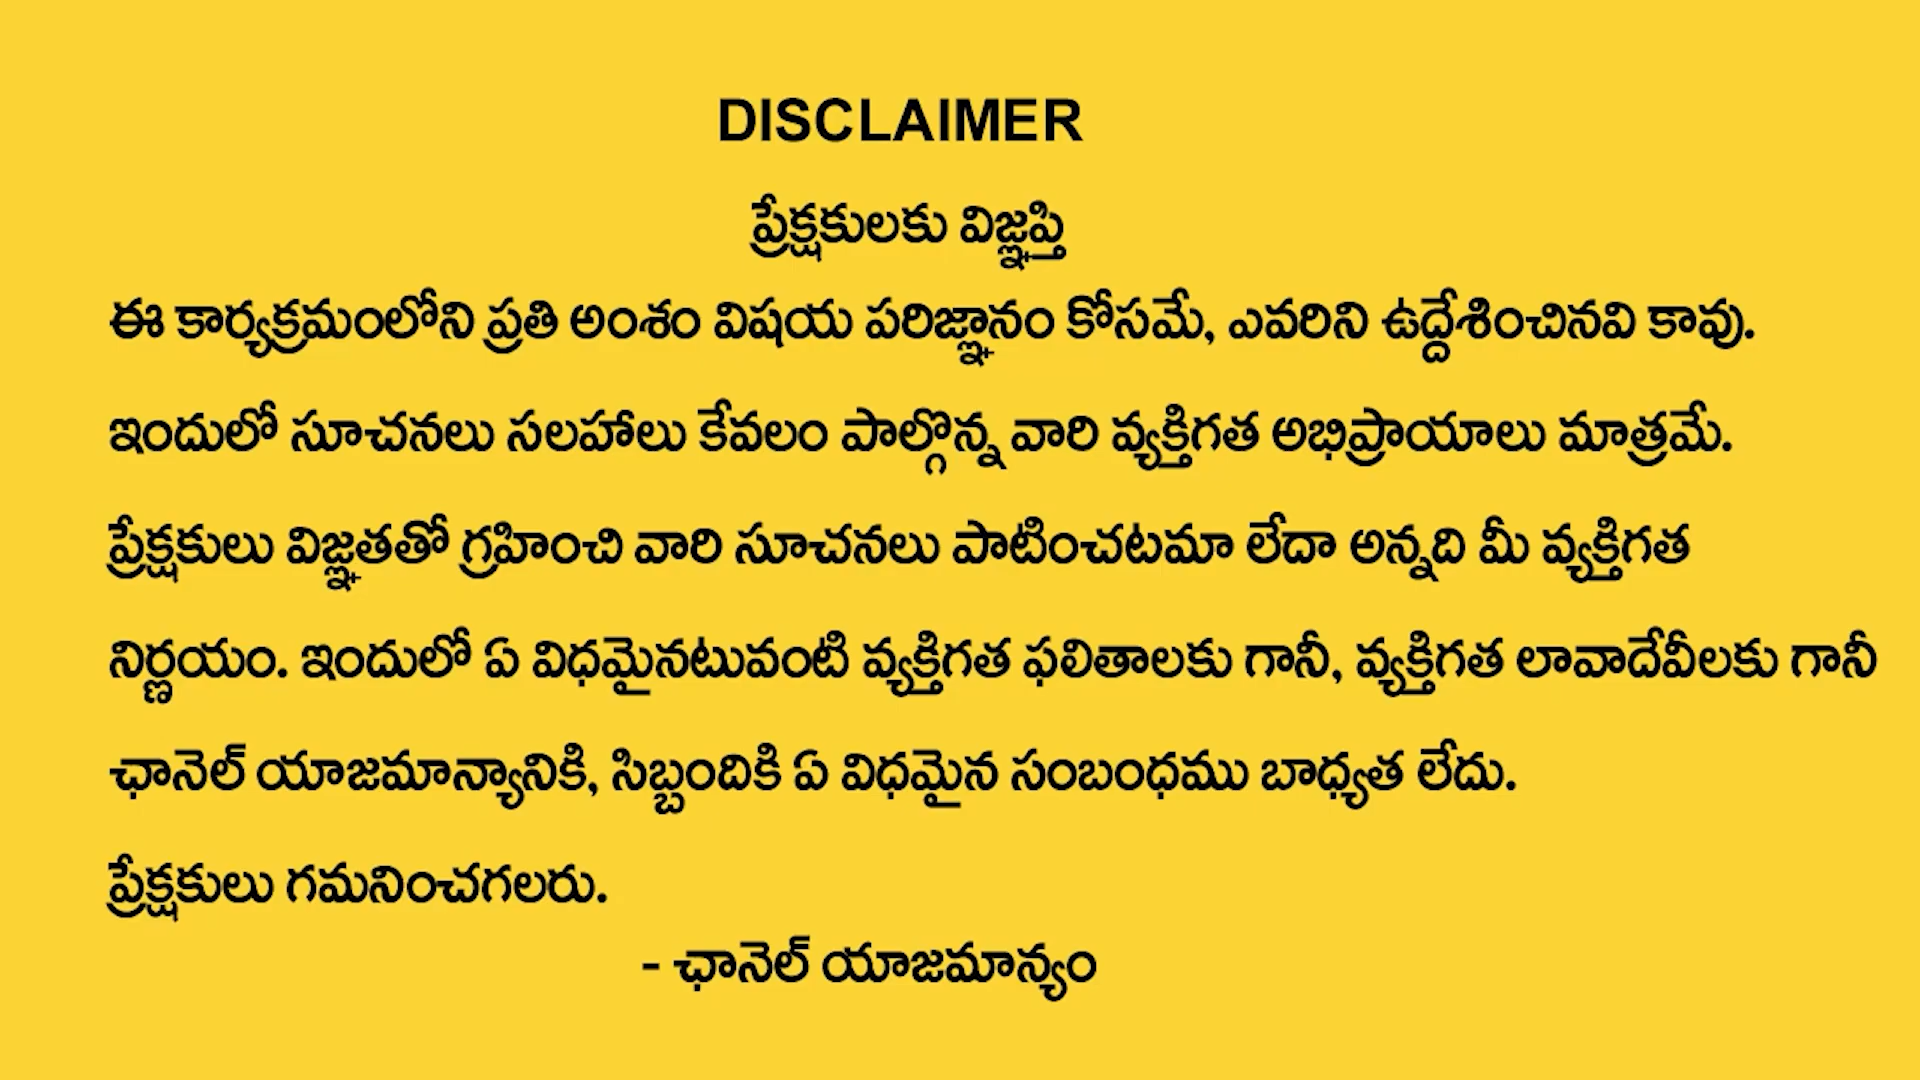 DISCLAIMER
ప్రేక్షకులకు విజ్ఞప్తి
ఈ కార్యక్రమంలోని ప్రతి అంశం విషయ పరిజ్ఞానం కోసమే, ఎవరిని ఉద్దేశించినవి కావు.
ఇందులో సూచనలు సలహాలు కేవలం పాల్గొన్న వారి వ్యక్తిగత అభిప్రాయాలు మాత్రమే.
ప్రేక్షకులు విజ్ఞతతో గ్రహించి వారి సూచనలు పాటించటమా లేదా అన్నది మీ వ్యక్తిగత
నిర్ణయం. ఇందులో ఏ విధమైనటువంటి వ్యక్తిగత ఫలితాలకు గానీ, వ్యక్తిగత లావాదేవీలకు గానీ
ఛానెల్ యాజమాన్యానికి, సిబ్బందికి ఏ విధమైన సంబంధము బాధ్యత లేదు.
ప్రేక్షకులు గమనించగలరు.
- ఛానెల్ యాజమాన్యం